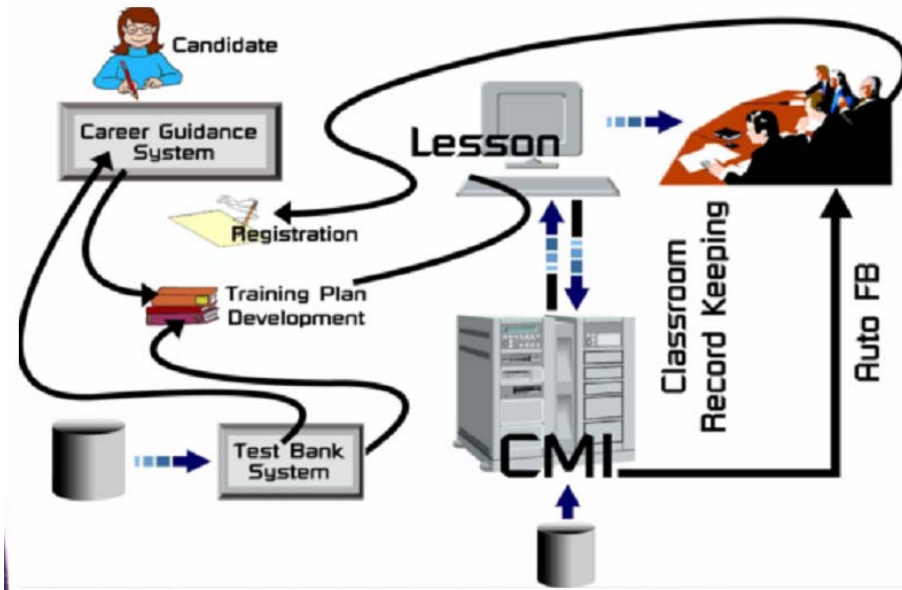 Candidate
Career Guidance
System
Lesson
Registration
Training Plan
Development
Classroom
Record Keeping
Auto FB
Test Bank
System
CMI